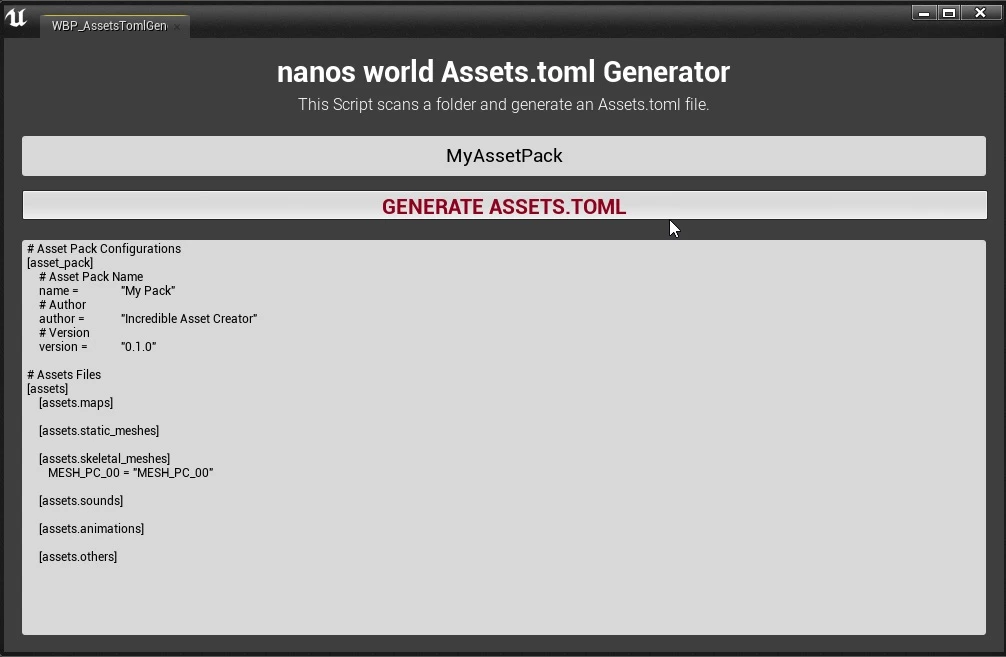 WBP_AssetsTomlGen
nanos world Assets.toml Generator
This Script scans a folder and generate an Assets.toml file.
MyAssetPack
GENERATE ASSETS.TOML
# Asset Pack Configurations
[asset_pack]
# Asset Pack Name
name = "My Pack"
# Author
author = "Incredible Asset Creator"
# Version
version = "0.1.0"
# Assets Files
[assets]
[assets.maps]
[assets.static_meshes]
[assets.skeletal_meshes]
MESH_PC_00 = "MESH_PC_00"
[assets.sounds]
[assets.animations]
[assets.others]